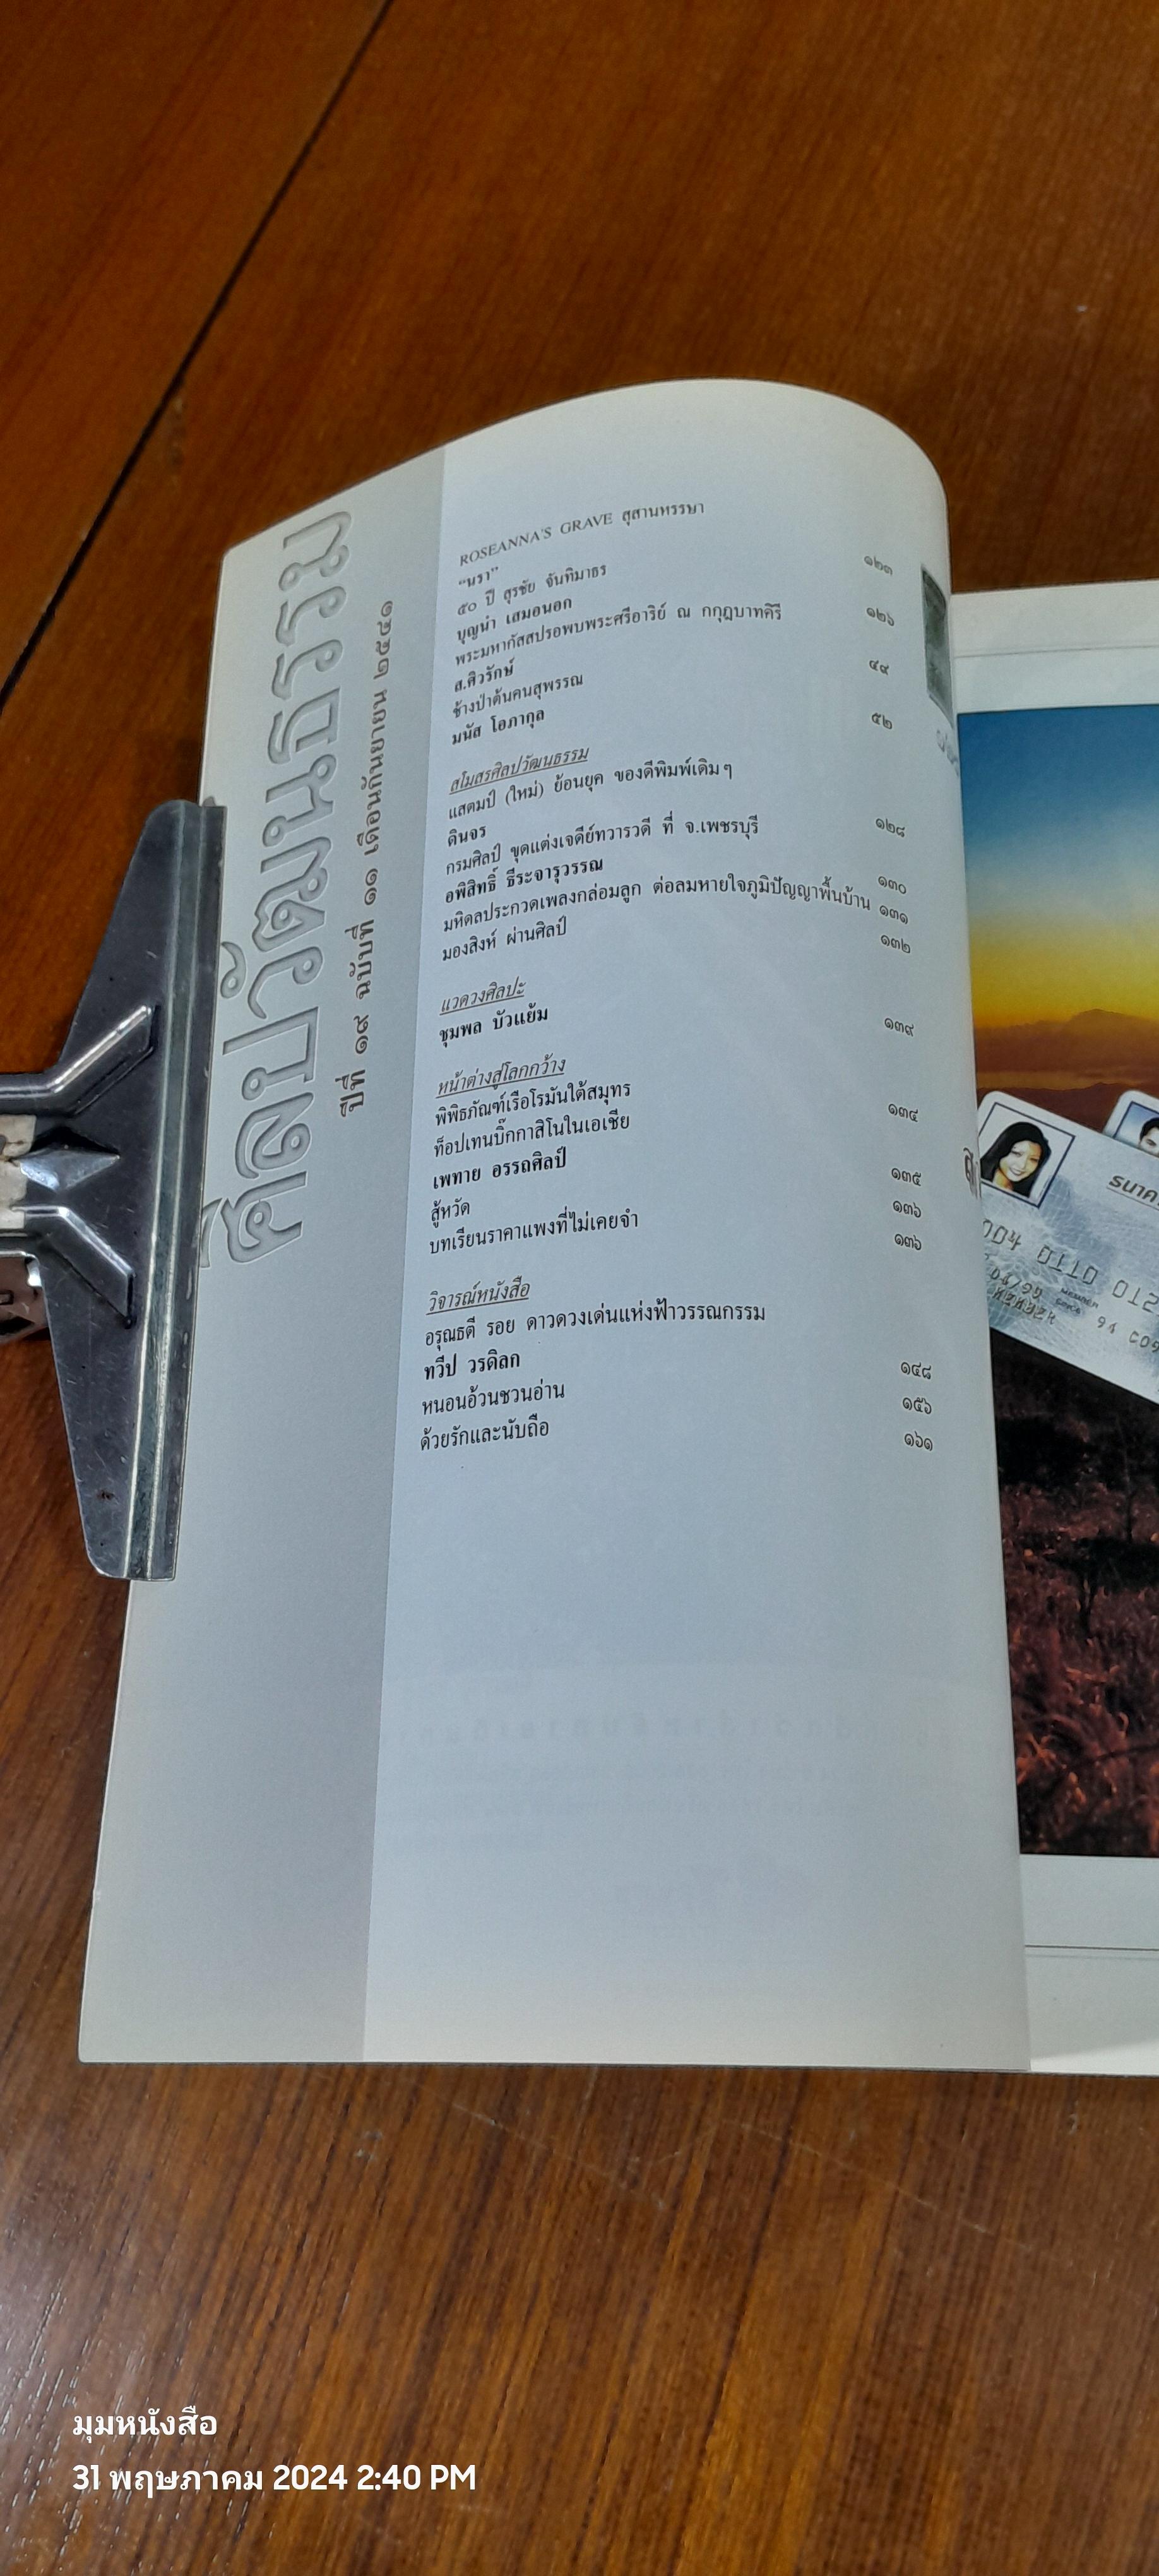 ศิลปวัฒนธรรม
ปีที่ ๑๙ ฉบับที่ ๑๑ เดือนกันยายน ๒๕๔๑
ROSEANNA'S GRAVE สุสานหรรษา
“นรา” ๑๒๓
๕๐ ปี สุรชัย จันทิมาธร
บุญนำ เสมอนอก ๑๒๖
พระมหากัสสปรอพบพระศรีอาริย์ ณ กกุฎบาทคิรี
ส.ศิวรักษ์ ๔๙
ช้างป่าต้นคนสุพรรณ
มนัส โอภากุล ๕๒
สโมสรศิลปวัฒนธรรม
แสตมป์ (ใหม่) ย้อนยุค ของดีพิมพ์เดิมๆ
ดินจร ๑๒๘
กรมศิลป์ ขุดแต่งเจดีย์ทวารวดี ที่ จ.เพชรบุรี
อพิสิทธิ์ ธีระจารุวรรณ ๑๓๐
มหิดลประกวดเพลงกล่อมลูก ต่อลมหายใจภูมิปัญญาพื้นบ้าน ๑๓๑
มองสิงห์ ผ่านศิลป์ ๑๓๒
แวดวงศิลปะ
ชุมพล บัวแย้ม ๑๓๙
หน้าต่างสู่โลกกว้าง
พิพิธภัณฑ์เรือโรมันใต้สมุทร ๑๓๔
ท็อปเทนบิ๊กกาสิโนในเอเชีย
เพทาย อรรถศิลป์ ๑๓๕
สู้หวัด ๑๓๖
บทเรียนราคาแพงที่ไม่เคยจำ ๑๓๖
วิจารณ์หนังสือ
อรุณธตี รอย ดาวดวงเด่นแห่งฟ้าวรรณกรรม
ทวีป วรดิลก ๑๔๘
หนอนอ้วนชวนอ่าน ๑๕๖
ด้วยรักและนับถือ ๑๖๑
ธนาค
004 0110 012
MEMBER
SINCE
94
มุมหนังสือ
31 พฤษภาคม 2024 2:40 PM